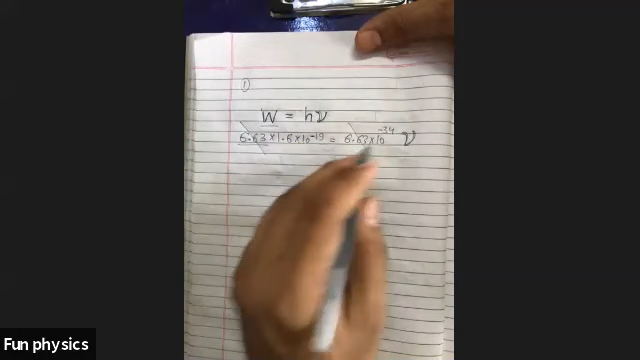 ①
W = hν
6.63×1.6×10⁻¹⁹ = 6.63×10⁻³⁴ ν
Fun physics